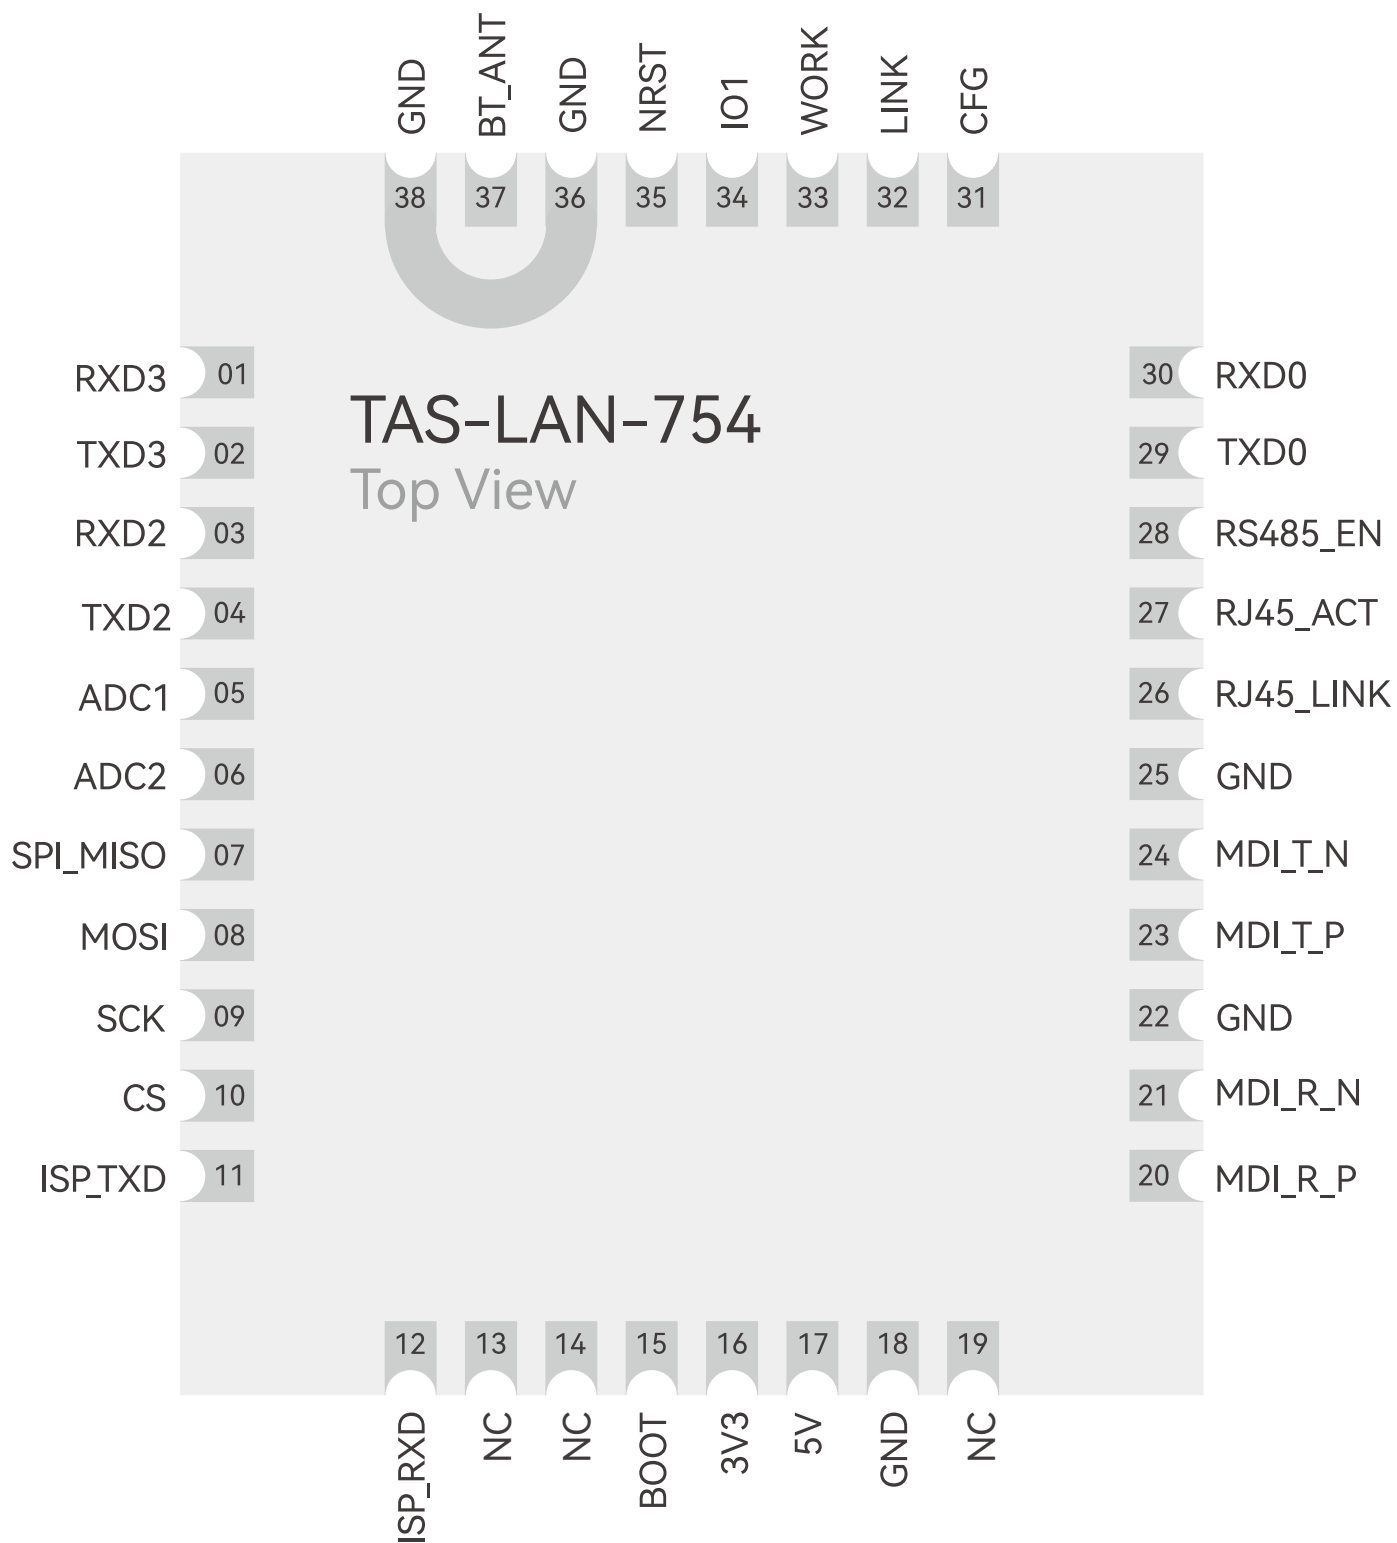 GND
BT_ANT
GND
NRST
IO1
WORK
LINK
CFG
38
37
36
35
34
33
32
31
TAS-LAN-754
Top View
RXD3 01
TXD3 02
RXD2 03
TXD2 04
ADC1 05
ADC2 06
SPI_MISO 07
MOSI 08
SCK 09
CS 10
ISP_TXD 11
30 RXD0
29 TXD0
28 RS485_EN
27 RJ45_ACT
26 RJ45_LINK
25 GND
24 MDI_T_N
23 MDI_T_P
22 GND
21 MDI_R_N
20 MDI_R_P
12
13
14
15
16
17
18
19
ISP_RXD
NC
NC
BOOT
3V3
5V
GND
NC